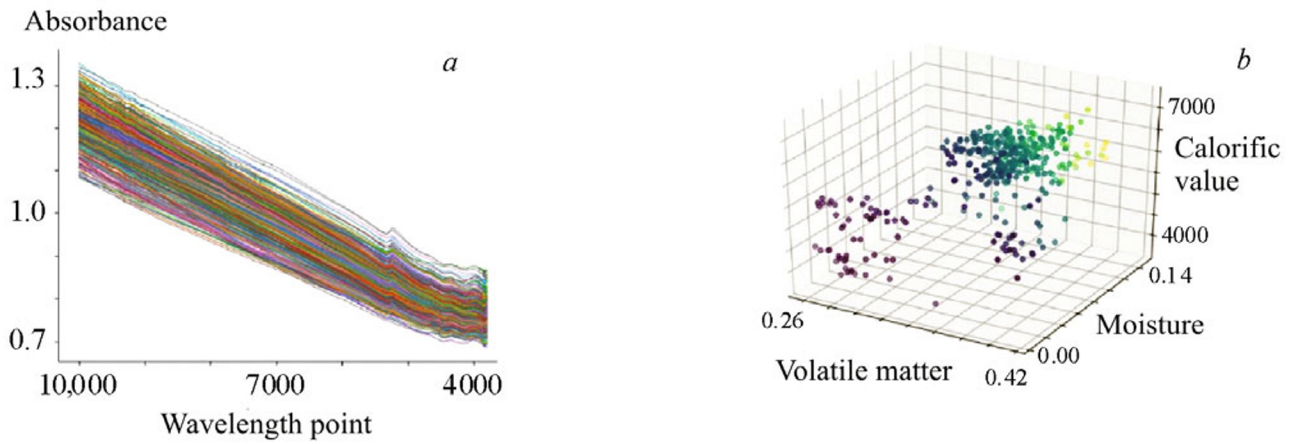 Absorbance
a
1.3
1.0
0.7
10,000 7000 4000
Wavelength point
b
7000
Calorific
value
4000
0.14
Moisture
0.00
0.26
Volatile matter
0.42